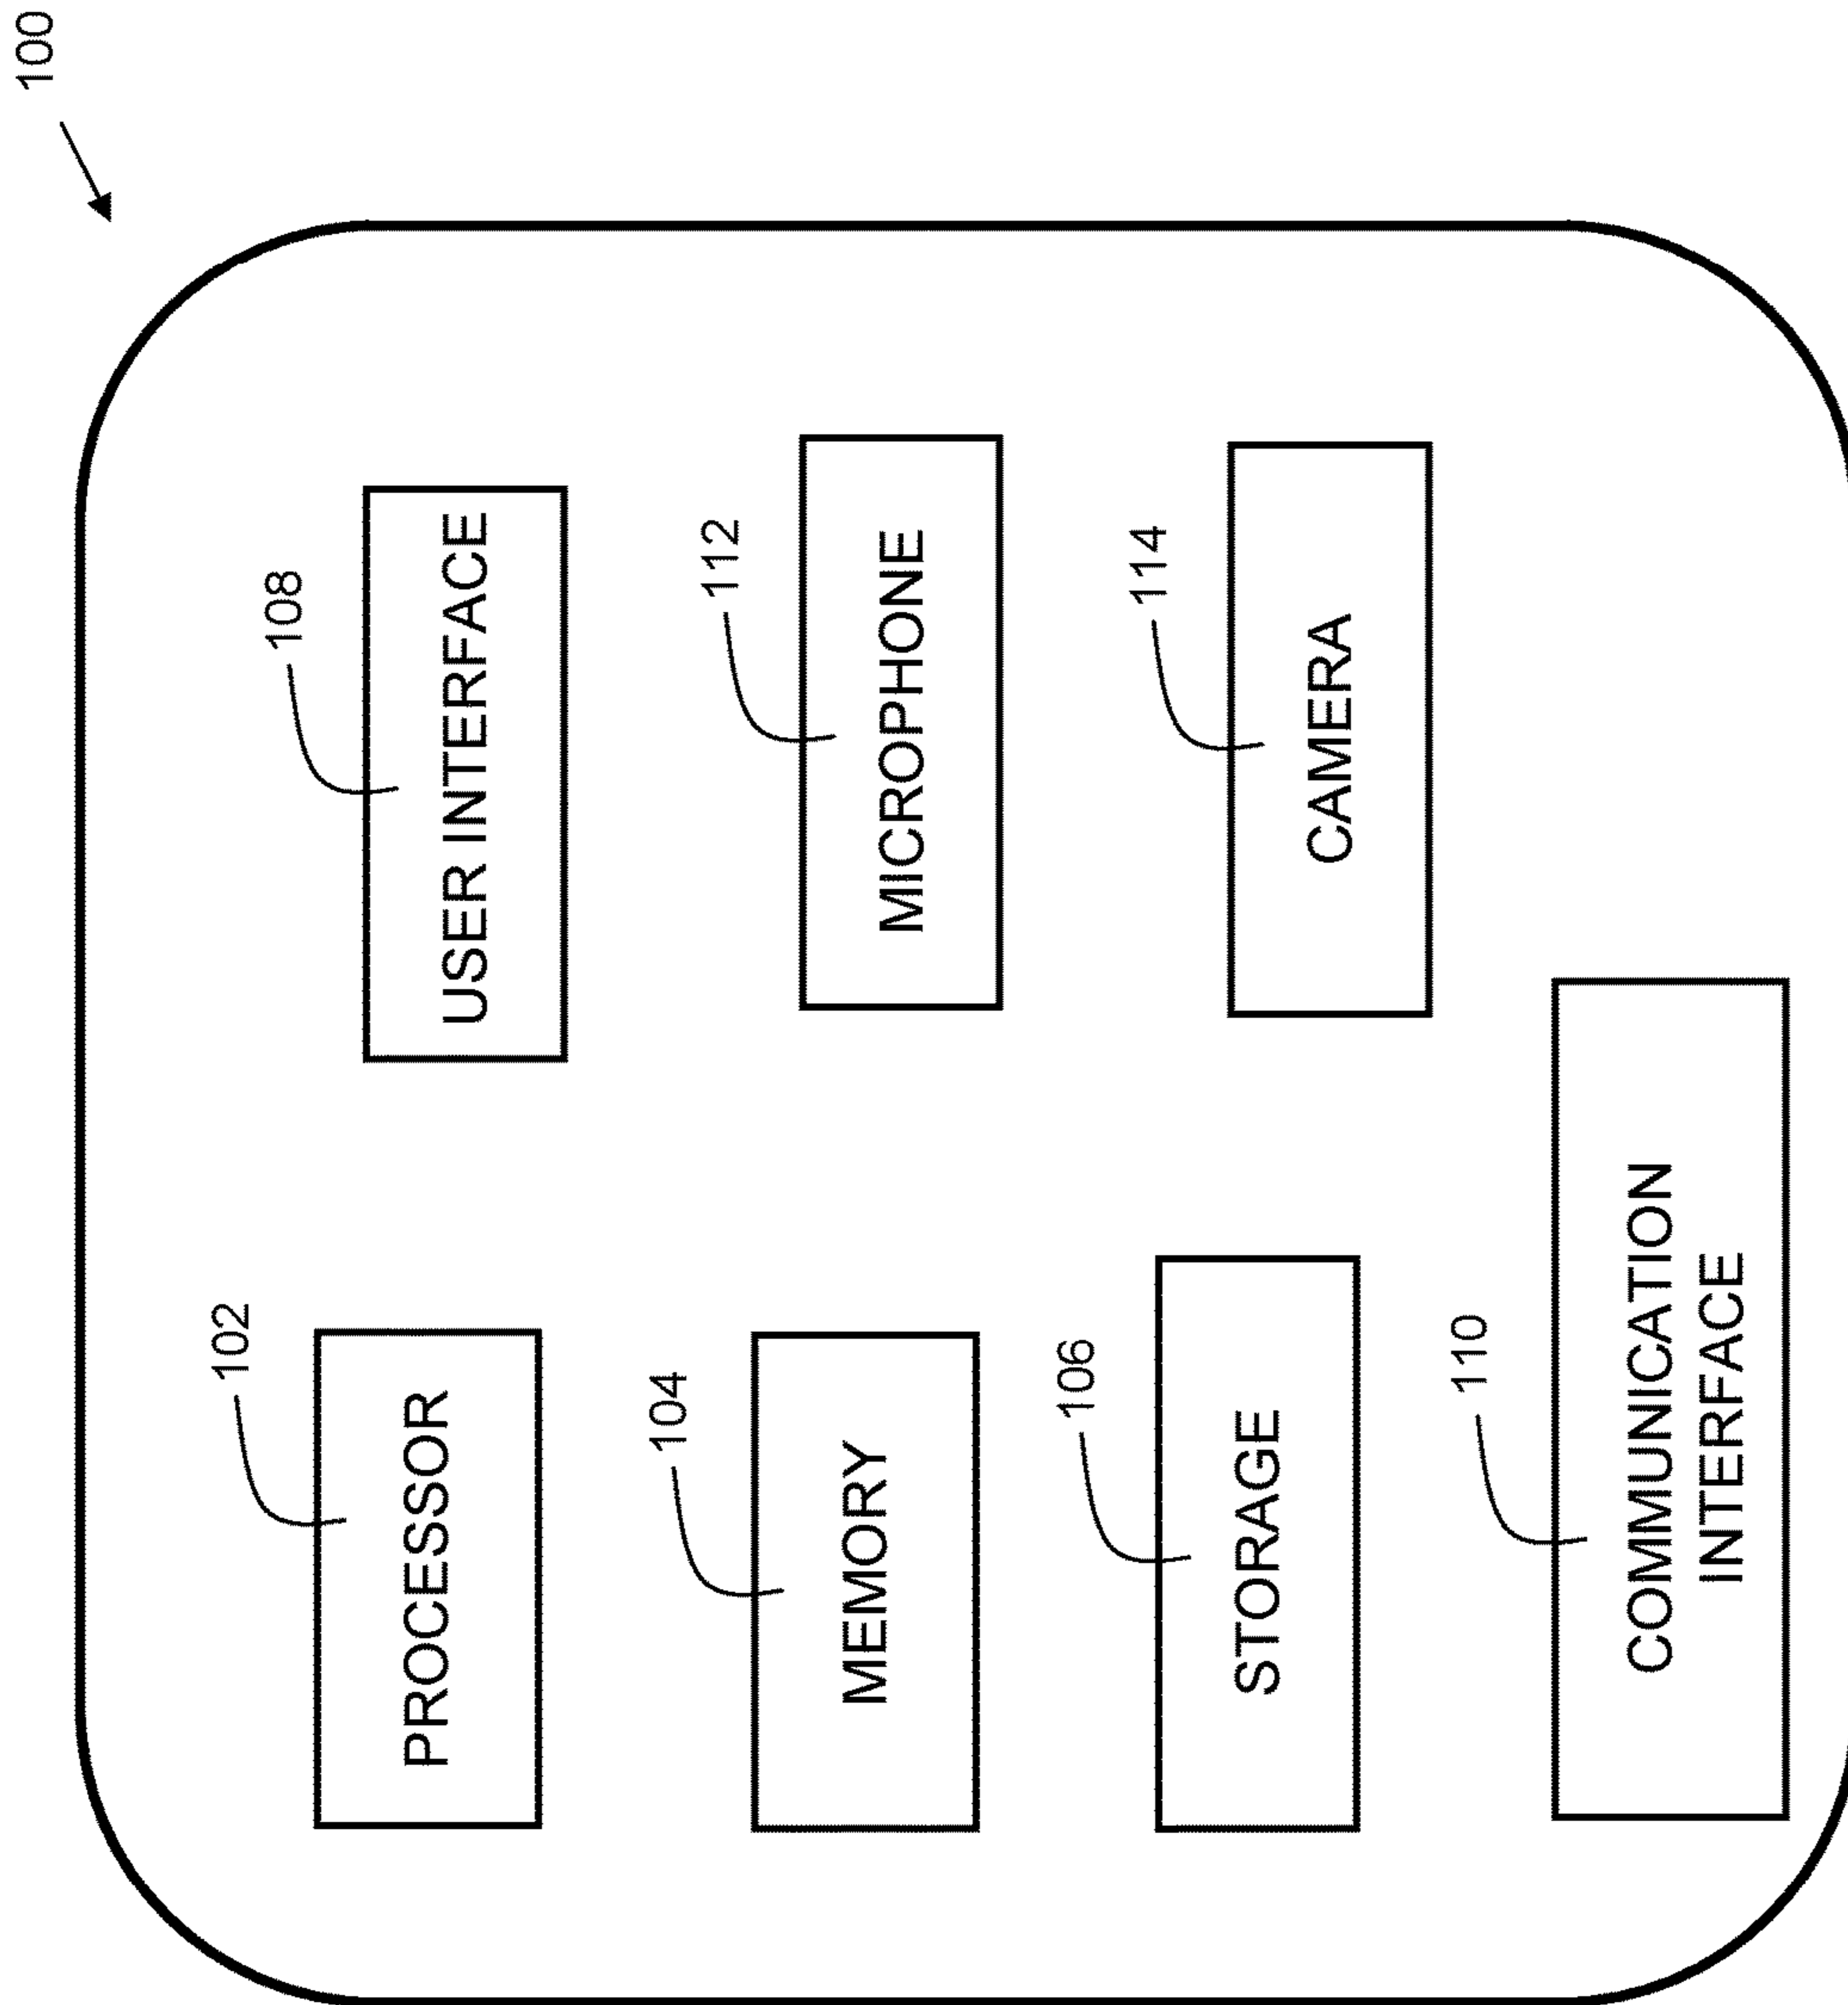 100
102
PROCESSOR
108
USER INTERFACE
104
MEMORY
112
MICROPHONE
106
STORAGE
114
CAMERA
110
COMMUNICATION
INTERFACE